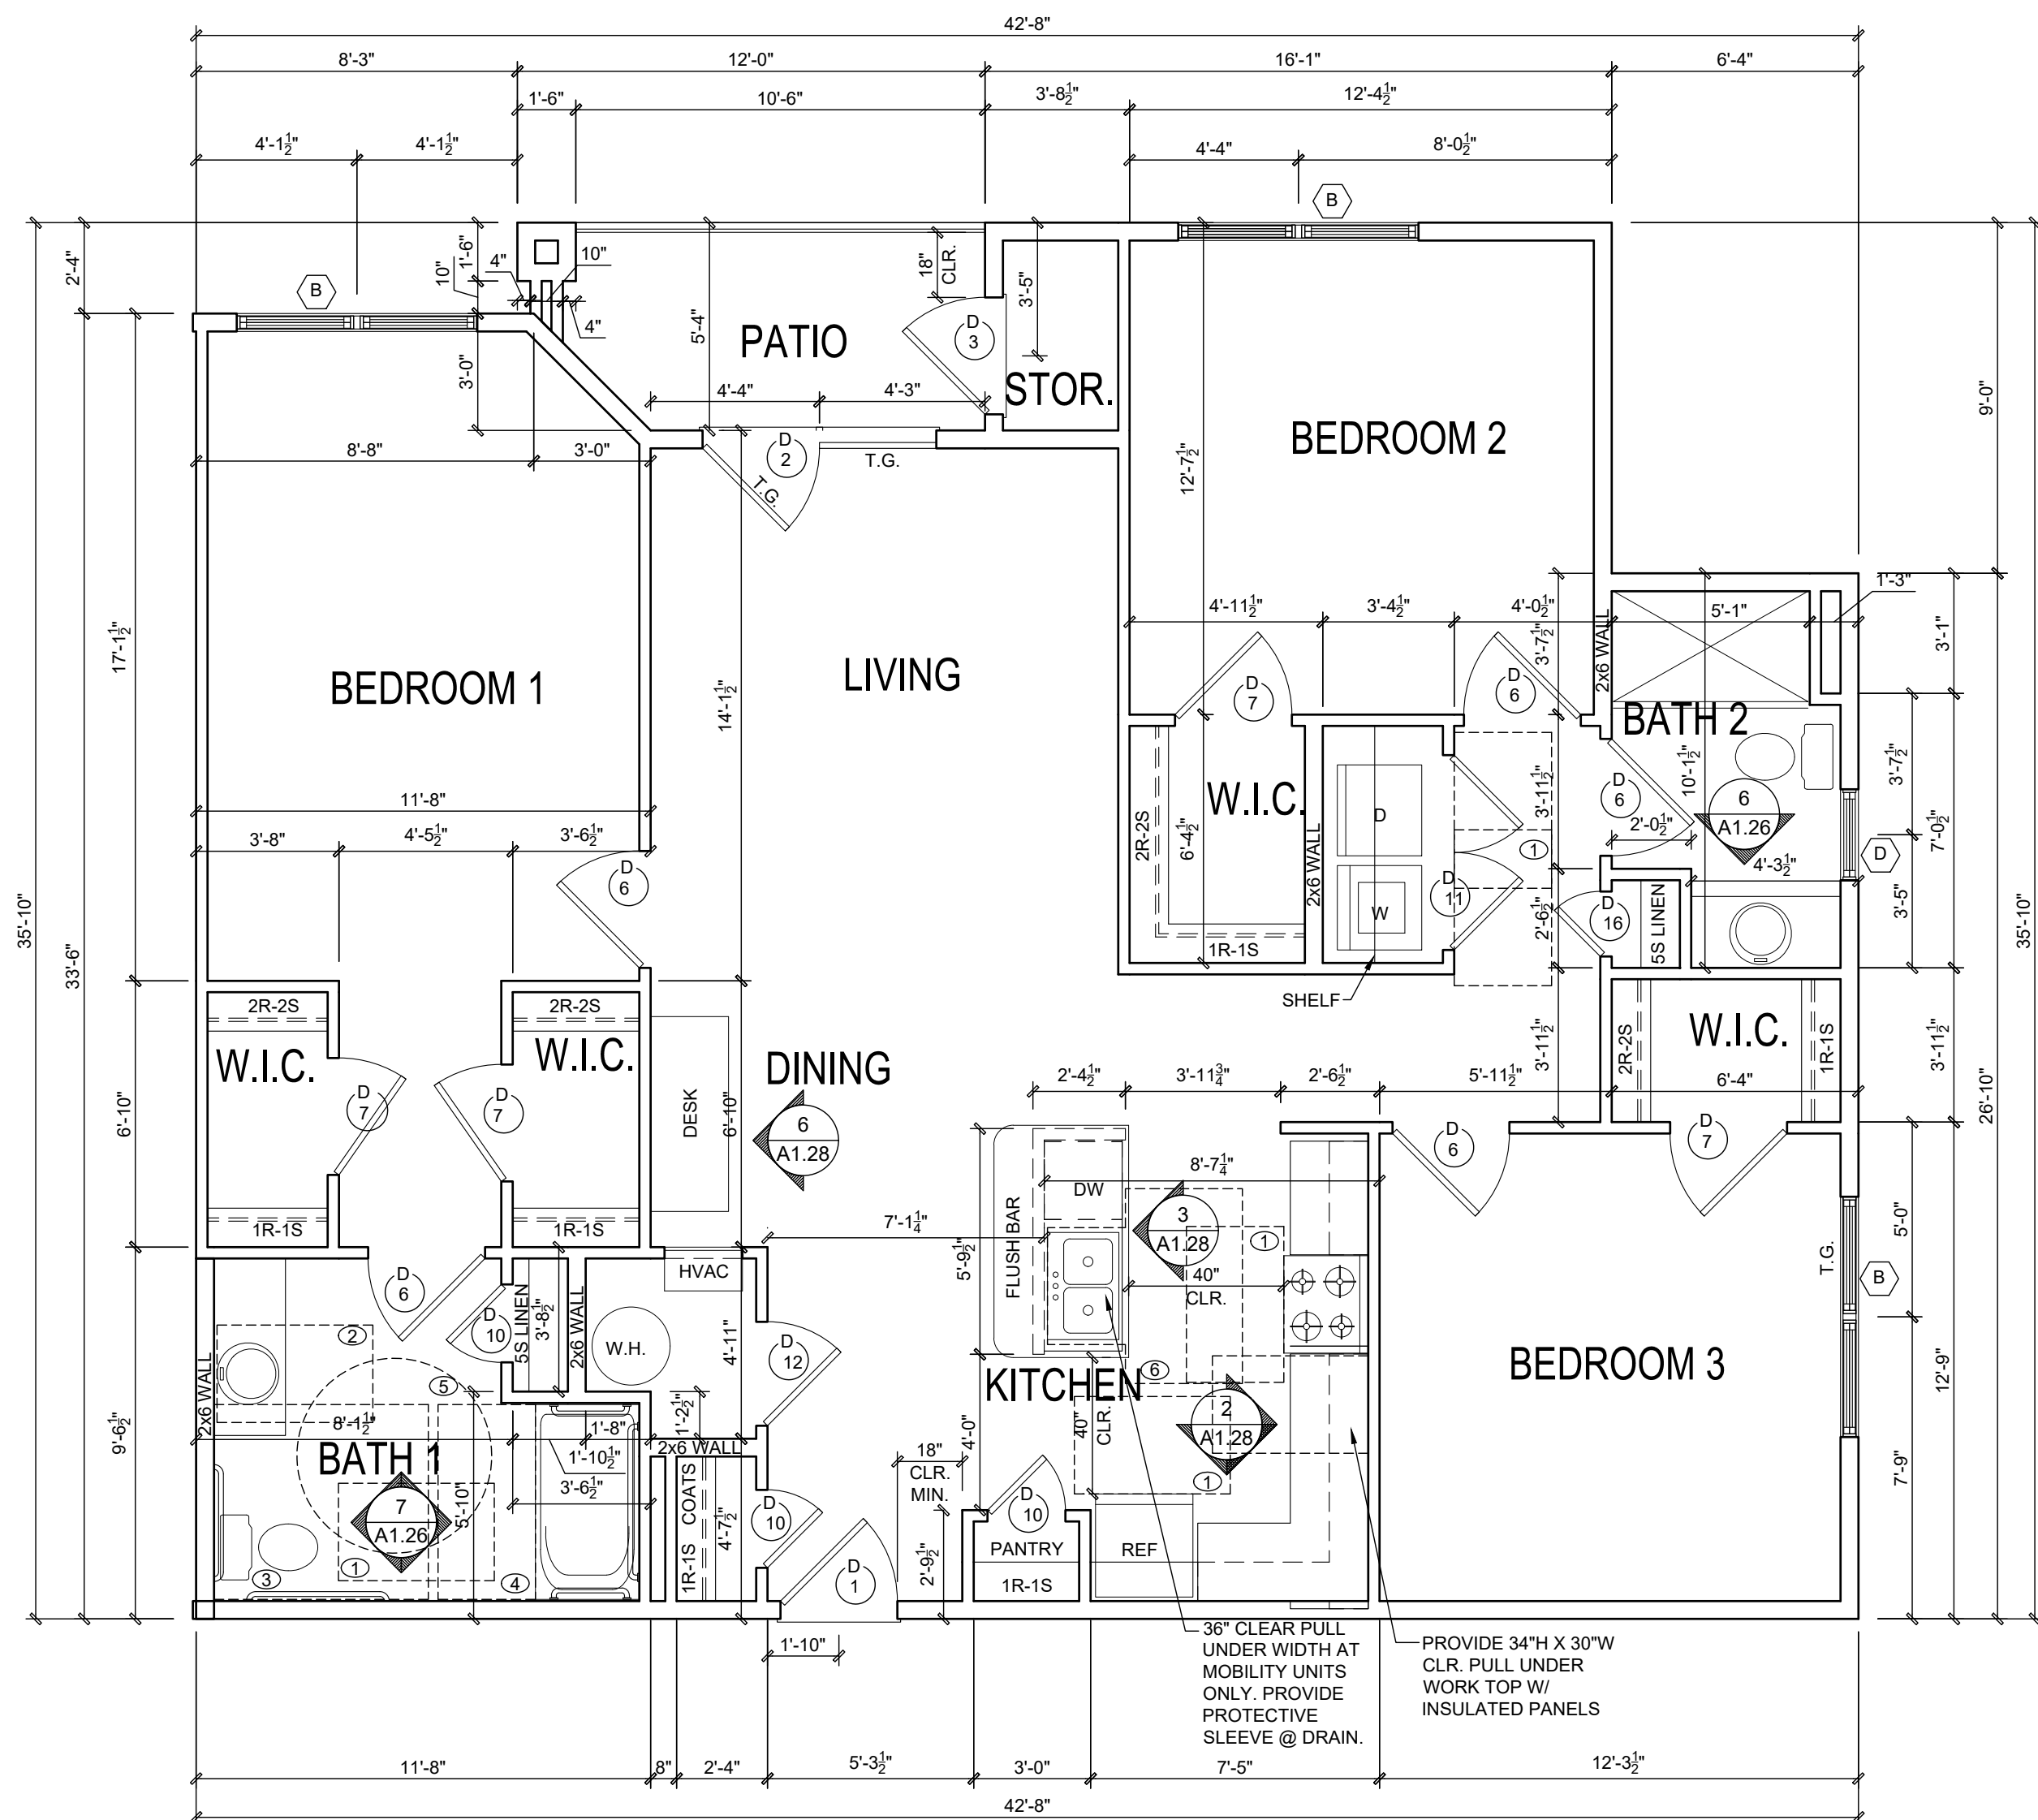 42'-8"
8'-3"
12'-0"
16'-1"
6'-4"
1'-6"
10'-6"
3'-8½"
12'-4½"
4'-1½"
4'-1½"
4'-4"
8'-0½"
B
B
2'-4"
10"
1'-6"
4"
10"
4"
18"
CLR.
3'-5"
5'-4"
PATIO
D
3
STOR.
3'-0"
4'-4"
4'-3"
9'-0"
BEDROOM 2
8'-8"
3'-0"
D
2
T.G.
T.G.
12'-7½"
17'-1½"
BEDROOM 1
LIVING
14'-1½"
4'-11½"
3'-4½"
4'-0½"
3'-7½"
2x6 WALL
5'-1"
1'-3"
3'-1"
D
7
D
6
BATH 2
11'-8"
3'-8"
4'-5½"
3'-6½"
D
6
2R-2S
6'-4½"
W.I.C.
2x6 WALL
D
W
1
3'-11½"
D
6
10'-1½"
2'-0½"
6
A1.26
4'-3½"
D
3'-7½"
7'-0½"
3'-5"
D
11
2'-6½"
D
16
5S LINEN
1R-1S
SHELF
35'-10"
33'-6"
35'-10"
2R-2S
W.I.C.
2R-2S
W.I.C.
D
7
D
7
6'-10"
1R-1S
1R-1S
DESK
6'-10"
DINING
6
A1.28
2'-4½"
3'-11¾"
2'-6½"
5'-11½"
3'-11½"
2R-2S
W.I.C.
1R-1S
6'-4"
3'-11½"
26'-10"
D
6
D
7
8'-7¼"
DW
3
A1.28
1
7'-1¼"
5'-9½"
FLUSH BAR
40"
CLR.
T.G.
B
5'-0"
HVAC
D
6
D
10
5S LINEN
3'-8½"
2x6 WALL
W.H.
4'-11"
D
12
2
2x6 WALL
5
8'-1½"
BATH 1
1'-8"
1'-10½"
3'-6½"
1'-2½"
2x6 WALL
KITCHEN
6
2
A1.28
40"
CLR.
4'-0"
1
BEDROOM 3
12'-9"
7'-9"
9'-6½"
7
A1.26
5'-10"
3
1
4
1R-1S
COATS
4'-7½"
D
10
18"
CLR.
MIN.
D
1
2'-9½"
D
10
PANTRY
1R-1S
REF
1'-10"
36" CLEAR PULL
UNDER WIDTH AT
MOBILITY UNITS
ONLY. PROVIDE
PROTECTIVE
SLEEVE @ DRAIN.
PROVIDE 34"H X 30"W
CLR. PULL UNDER
WORK TOP W/
INSULATED PANELS
11'-8"
8"
2'-4"
5'-3½"
3'-0"
7'-5"
12'-3½"
42'-8"